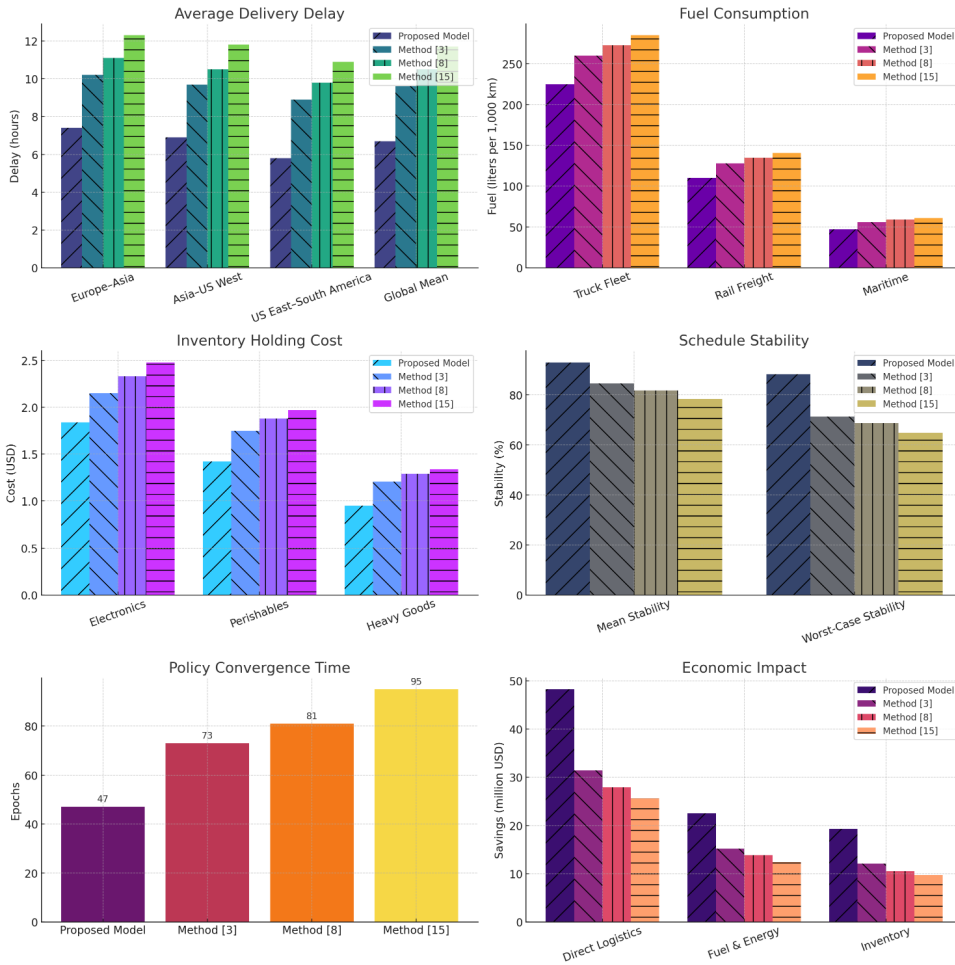 Average Delivery Delay
Delay (hours)
12
10
8
6
4
2
0
Proposed Model
Method [3]
Method [8]
Method [15]
Europe–Asia
Asia–US West
US East–South America
Global Mean
Fuel Consumption
Fuel (liters per 1,000 km)
250
200
150
100
50
0
Proposed Model
Method [3]
Method [8]
Method [15]
Truck Fleet
Rail Freight
Maritime
Inventory Holding Cost
Cost (USD)
2.5
2.0
1.5
1.0
0.5
0.0
Proposed Model
Method [3]
Method [8]
Method [15]
Electronics
Perishables
Heavy Goods
Schedule Stability
Stability (%)
80
60
40
20
0
Proposed Model
Method [3]
Method [8]
Method [15]
Mean Stability
Worst-Case Stability
Policy Convergence Time
Epochs
80
60
40
20
0
47
73
81
95
Proposed Model
Method [3]
Method [8]
Method [15]
Economic Impact
Savings (million USD)
50
40
30
20
10
0
Proposed Model
Method [3]
Method [8]
Method [15]
Direct Logistics
Fuel & Energy
Inventory